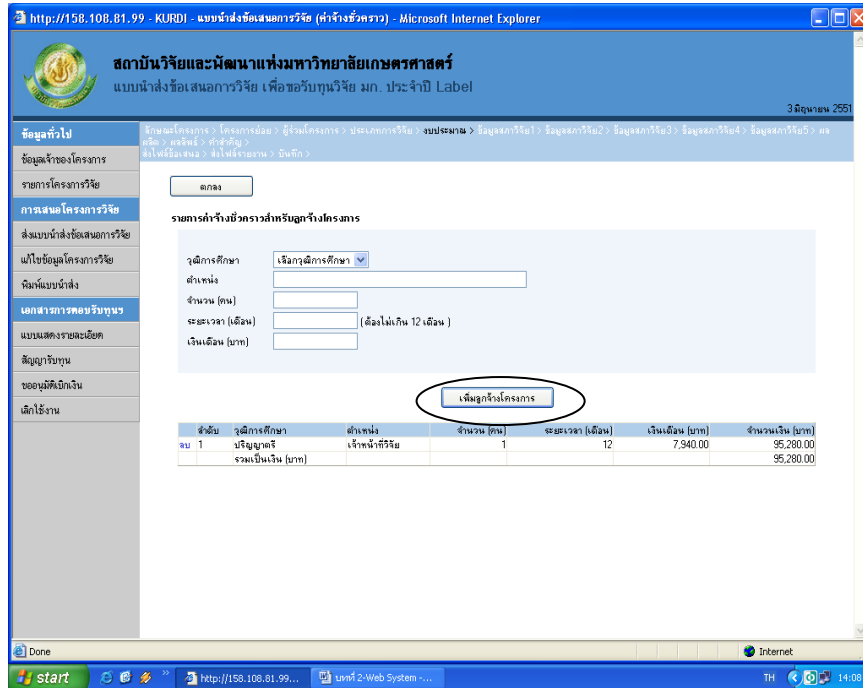 http://158.108.81.99 - KURDI - แบบนำส่งข้อเสนอการวิจัย (ค่าจ้างชั่วคราว) - Microsoft Internet Explorer
สถาบันวิจัยและพัฒนาแห่งมหาวิทยาลัยเกษตรศาสตร์
แบบนำส่งข้อเสนอการวิจัย เพื่อขอรับทุนวิจัย มก. ประจำปี Label
3 มิถุนายน 2551
ข้อมูลทั่วไป
ข้อมูลเจ้าของโครงการ
รายการโครงการวิจัย
การเสนอโครงการวิจัย
ส่งแบบนำส่งข้อเสนอการวิจัย
แก้ไขข้อมูลโครงการวิจัย
พิมพ์แบบนำส่ง
เอกสารการตอบรับทุนฯ
แบบแสดงรายละเอียด
สัญญารับทุน
ขออนุมัติเบิกเงิน
เลิกใช้งาน
ลักษณะโครงการ > โครงการย่อย > ผู้ร่วมโครงการ > ประเภทการวิจัย > งบประมาณ > ข้อมูลสภาวิจัย1 > ข้อมูลสภาวิจัย2 > ข้อมูลสภาวิจัย3 > ข้อมูลสภาวิจัย4 > ข้อมูลสภาวิจัย5 > ผล
ผลิต > ผลลัพธ์ > คำสำคัญ >
ส่งไฟล์ข้อเสนอ > ส่งไฟล์รายงาน > บันทึก >
ตกลง
รายการค่าจ้างชั่วคราวสำหรับลูกจ้างโครงการ
วุฒิการศึกษา เลือกวุฒิการศึกษา
ตำแหน่ง
จำนวน (คน)
ระยะเวลา (เดือน) (ต้องไม่เกิน 12 เดือน )
เงินเดือน (บาท)
เพิ่มลูกจ้างโครงการ
ลำดับ วุฒิการศึกษา ตำแหน่ง จำนวน (คน) ระยะเวลา (เดือน) เงินเดือน (บาท) จำนวนเงิน (บาท)
ลบ 1 ปริญญาตรี เจ้าหน้าที่วิจัย 1 12 7,940.00 95,280.00
รวมเป็นเงิน (บาท) 95,280.00
Done Internet
start http://158.108.81.99... บทที่ 2-Web System -... TH 14:08